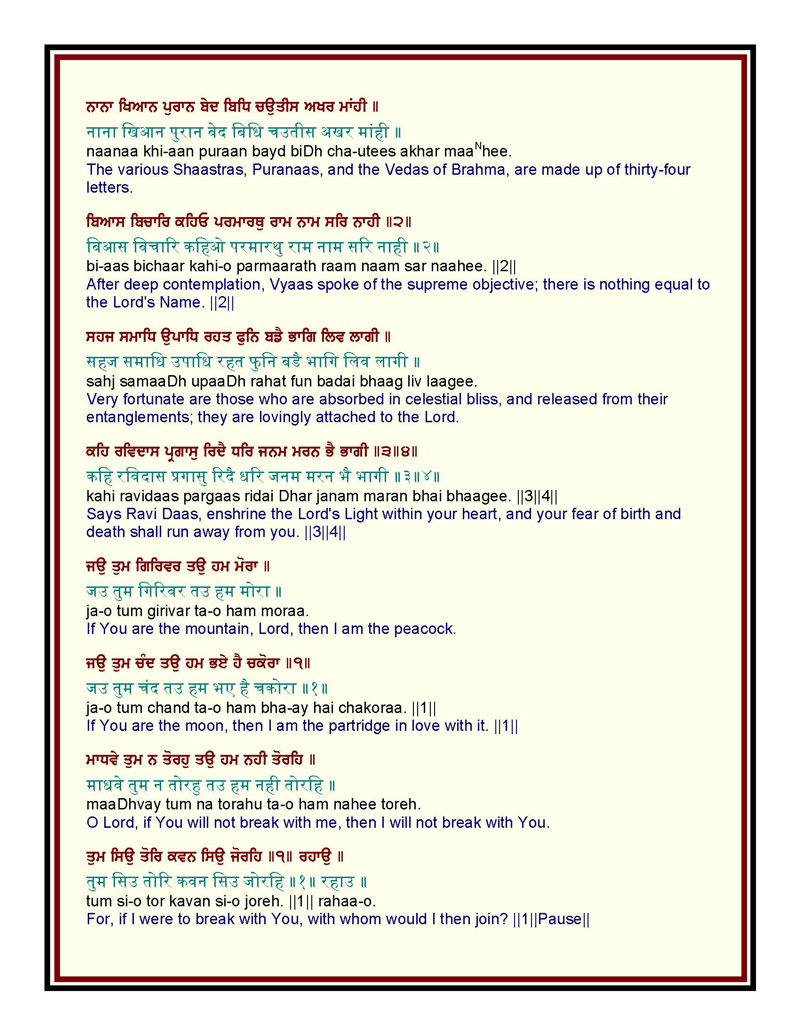 ਨਾਨਾ ਖਿਆਨ ਪੁਰਾਨ ਬੇਦ ਬਿਧਿ ਚਉਤੀਸ ਅਖਰ ਮਾਂਹੀ ॥
नाना खिआन पुरान बेद बिधि चउतीस अखर मांही ॥
naanaa khi-aan puraan bayd biDh cha-utees akhar maaNhee.
The various Shaastras, Puranaas, and the Vedas of Brahma, are made up of thirty-four
letters.
ਬਿਆਸ ਬਿਚਾਰਿ ਕਹਿਓ ਪਰਮਾਰਥੁ ਰਾਮ ਨਾਮ ਸਰਿ ਨਾਹੀ ॥੨॥
बिआस बिचारि कहिओ परमारथु राम नाम सरि नाही ॥२॥
bi-aas bichaar kahi-o parmaarath raam naam sar naahee. ||2||
After deep contemplation, Vyaas spoke of the supreme objective; there is nothing equal to
the Lord's Name. ||2||
ਸਹਜ ਸਮਾਧਿ ਉਪਾਧਿ ਰਹਤ ਫੁਨਿ ਬਡੈ ਭਾਗਿ ਲਿਵ ਲਾਗੀ ॥
सहज समाधि उपाधि रहत फुनि बडै भागि लिव लागी ॥
sahj samaaDh upaaDh rahat fun badai bhaag liv laagee.
Very fortunate are those who are absorbed in celestial bliss, and released from their
entanglements; they are lovingly attached to the Lord.
ਕਹਿ ਰਵਿਦਾਸ ਪ੍ਰਗਾਸੁ ਰਿਦੈ ਧਰਿ ਜਨਮ ਮਰਨ ਭੈ ਭਾਗੀ ॥੩॥੪॥
कहि रविदास प्रगासु रिदै धरि जनम मरन भै भागी ॥३॥४॥
kahi ravidaas pargaas ridai Dhar janam maran bhai bhaagee. ||3||4||
Says Ravi Daas, enshrine the Lord's Light within your heart, and your fear of birth and
death shall run away from you. ||3||4||
ਜਉ ਤੁਮ ਗਿਰਿਵਰ ਤਉ ਹਮ ਮੋਰਾ ॥
जउ तुम गिरिवर तउ हम मोरा ॥
ja-o tum girivar ta-o ham moraa.
If You are the mountain, Lord, then I am the peacock.
ਜਉ ਤੁਮ ਚੰਦ ਤਉ ਹਮ ਭਏ ਹੈ ਚਕੋਰਾ ॥੧॥
जउ तुम चंद तउ हम भए है चकोरा ॥१॥
ja-o tum chand ta-o ham bha-ay hai chakoraa. ||1||
If You are the moon, then I am the partridge in love with it. ||1||
ਮਾਧਵੇ ਤੁਮ ਨ ਤੋਰਹੁ ਤਉ ਹਮ ਨਹੀ ਤੋਰਹਿ ॥
माधवे तुम न तोरहु तउ हम नही तोरहि ॥
maaDhvay tum na torahu ta-o ham nahee toreh.
O Lord, if You will not break with me, then I will not break with You.
ਤੁਮ ਸਿਉ ਤੋਰਿ ਕਵਨ ਸਿਉ ਜੋਰਹਿ ॥੧॥ ਰਹਾਉ ॥
तुम सिउ तोरि कवन सिउ जोरहि ॥१॥ रहाउ ॥
tum si-o tor kavan si-o joreh. ||1|| rahaa-o.
For, if I were to break with You, with whom would I then join? ||1||Pause||